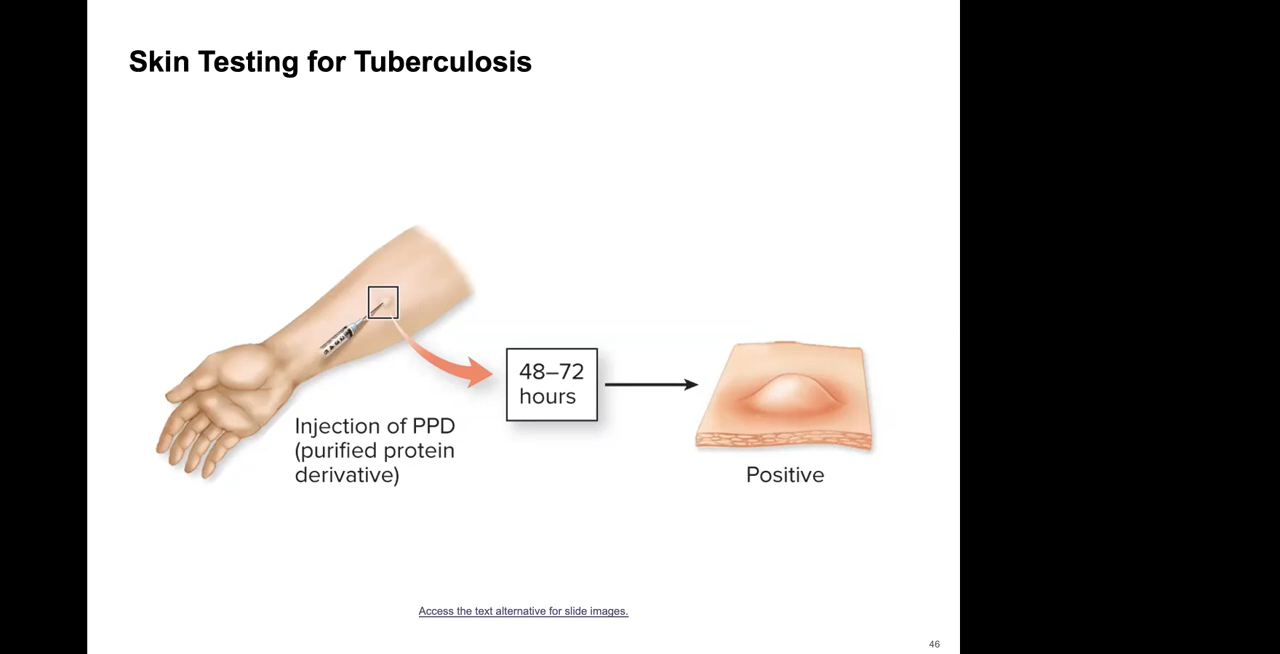 Skin Testing for Tuberculosis
Injection of PPD
(purified protein
derivative)
48–72
hours
Positive
Access the text alternative for slide images.
46